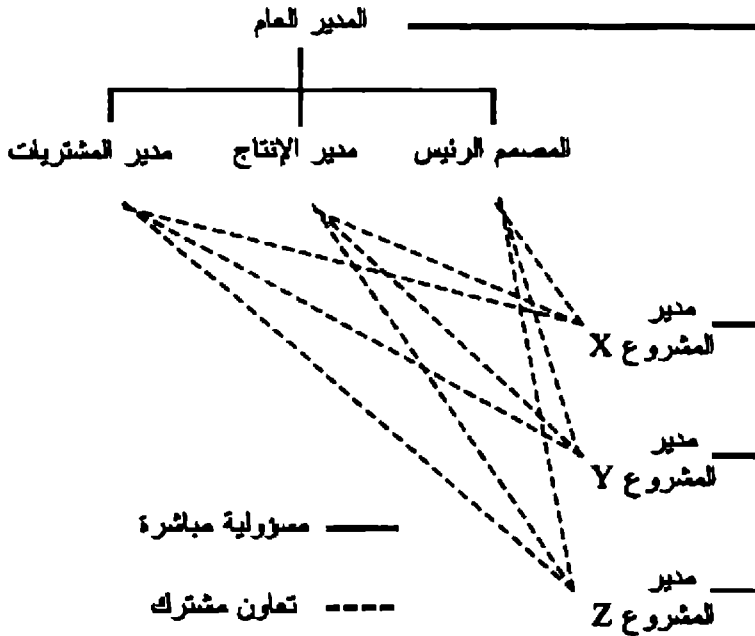 المدير العام
المصمم الرئيس
مدير الإنتاج
مدير المشتريات
مدير
المشروع X
مدير
المشروع Y
مدير
المشروع Z
مسؤولية مباشرة
تعاون مشترك